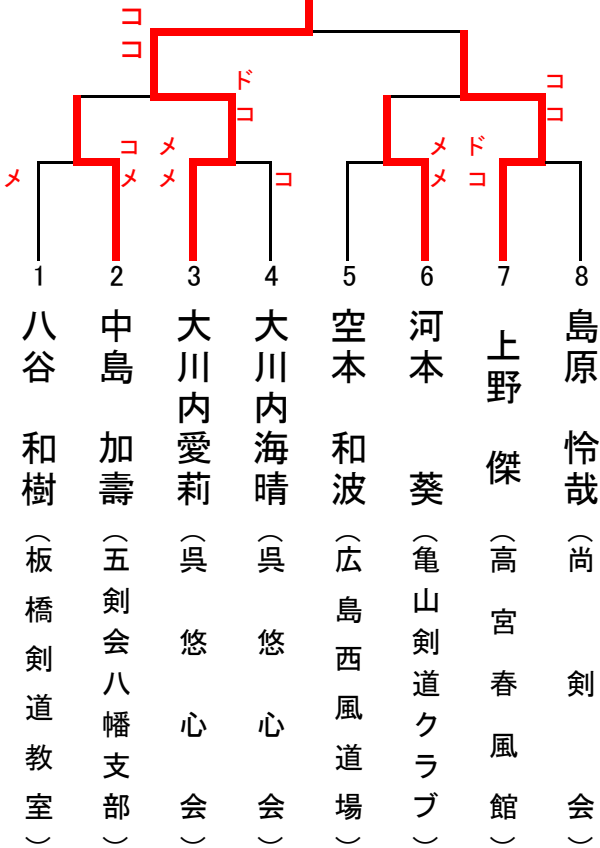 コ
コ
ド
コ
コ
コ
メ
コ
メ
メ
メ
コ
メ
メ
ド
コ
1
2
3
4
5
6
7
8
八谷 和樹（板橋剣道教室）
中島 加壽（五剣会八幡支部）
大川内愛莉（呉悠心会）
大川内海晴（呉悠心会）
空本 和波（広島西風道場）
河本 葵（亀山剣道クラブ）
上野 傑（高宮春風館）
島原 怜哉（尚剣会）